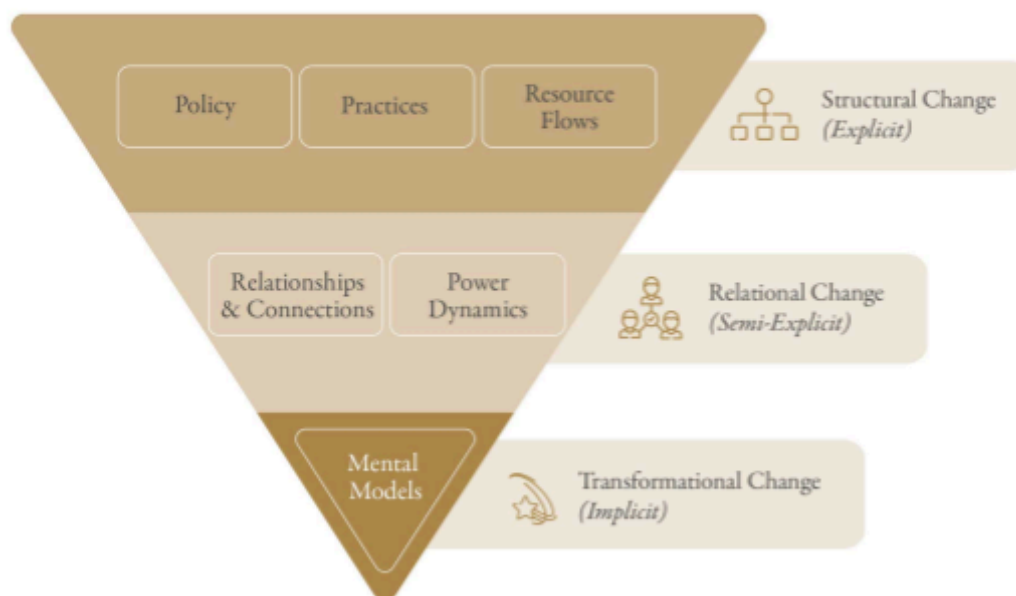 Policy
Practices
Resource
Flows
Structural Change
(Explicit)
Relationships
& Connections
Power
Dynamics
Relational Change
(Semi-Explicit)
Mental
Models
Transformational Change
(Implicit)